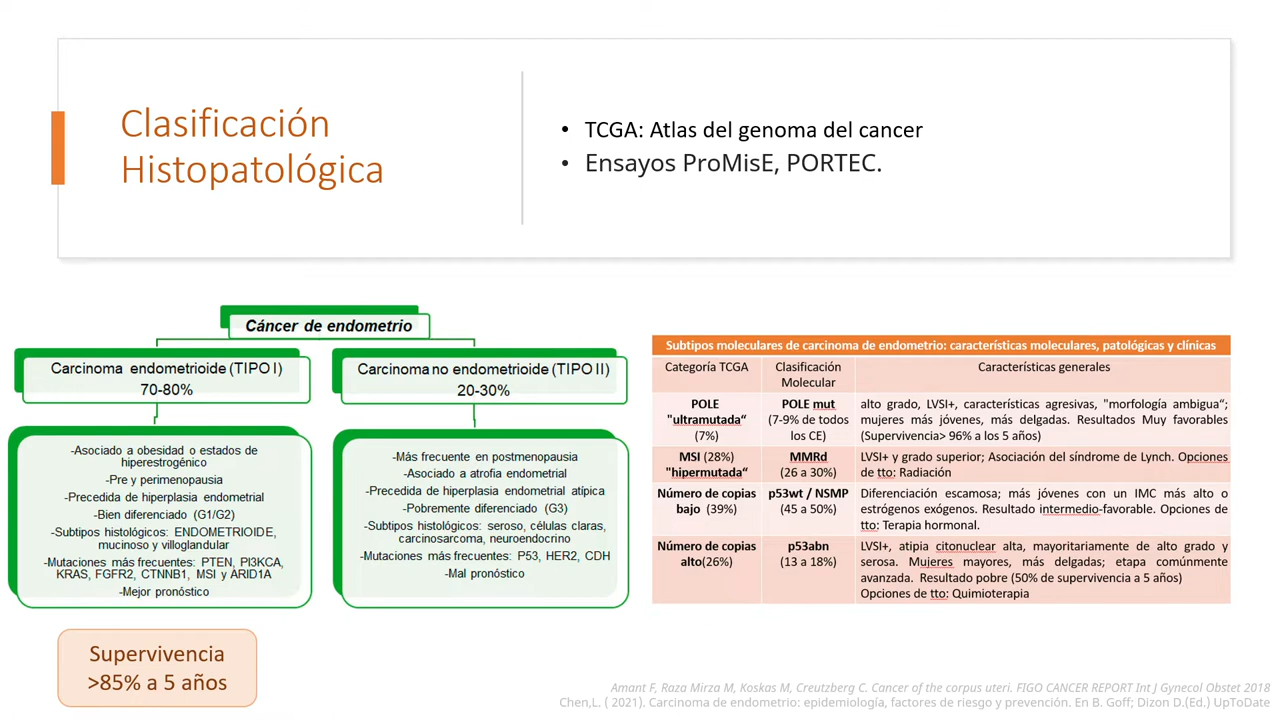 Clasificación
Histopatológica
• TCGA: Atlas del genoma del cancer
• Ensayos ProMisE, PORTEC.
Cáncer de endometrio
Carcinoma endometrioide (TIPO I)
70-80%
-Asociado a obesidad o estados de
hiperestrogénico
-Pre y perimenopausia
-Precedida de hiperplasia endometrial
-Bien diferenciado (G1/G2)
-Subtipos histológicos: ENDOMETRIOIDE,
mucinoso y villoglandular
-Mutaciones más frecuentes: PTEN, PI3KCA,
KRAS, FGFR2, CTNNB1, MSI y ARID1A
-Mejor pronóstico
Carcinoma no endometrioide (TIPO II)
20-30%
-Más frecuente en postmenopausia
-Asociado a atrofia endometrial
-Precedida de hiperplasia endometrial atípica
-Pobremente diferenciado (G3)
-Subtipos histológicos: seroso, células claras,
carcinosarcoma, neuroendocrino
-Mutaciones más frecuentes: P53, HER2, CDH
-Mal pronóstico
Supervivencia
>85% a 5 años
Subtipos moleculares de carcinoma de endometrio: características moleculares, patológicas y clínicas
Categoría TCGA
Clasificación
Molecular
Características generales
POLE
"ultramutada“
(7%)
POLE mut
(7-9% de todos
los CE)
alto grado, LVSI+, características agresivas, "morfología ambigua“;
mujeres más jóvenes, más delgadas. Resultados Muy favorables
(Supervivencia> 96% a los 5 años)
MSI (28%)
"hipermutada“
MMRd
(26 a 30%)
LVSI+ y grado superior; Asociación del síndrome de Lynch. Opciones
de tto: Radiación
Número de copias
bajo (39%)
p53wt / NSMP
(45 a 50%)
Diferenciación escamosa; más jóvenes con un IMC más alto o
estrógenos exógenos. Resultado intermedio-favorable. Opciones de
tto: Terapia hormonal.
Número de copias
alto(26%)
p53abn
(13 a 18%)
LVSI+, atipia citonuclear alta, mayoritariamente de alto grado y
serosa. Mujeres mayores, más delgadas; etapa comúnmente
avanzada. Resultado pobre (50% de supervivencia a 5 años)
Opciones de tto: Quimioterapia
Amant F, Raza Mirza M, Koskas M, Creutzberg C. Cancer of the corpus uteri. FIGO CANCER REPORT Int J Gynecol Obstet 2018
Chen,L. ( 2021). Carcinoma de endometrio: epidemiología, factores de riesgo y prevención. En B. Goff; Dizon D.(Ed.) UpToDate